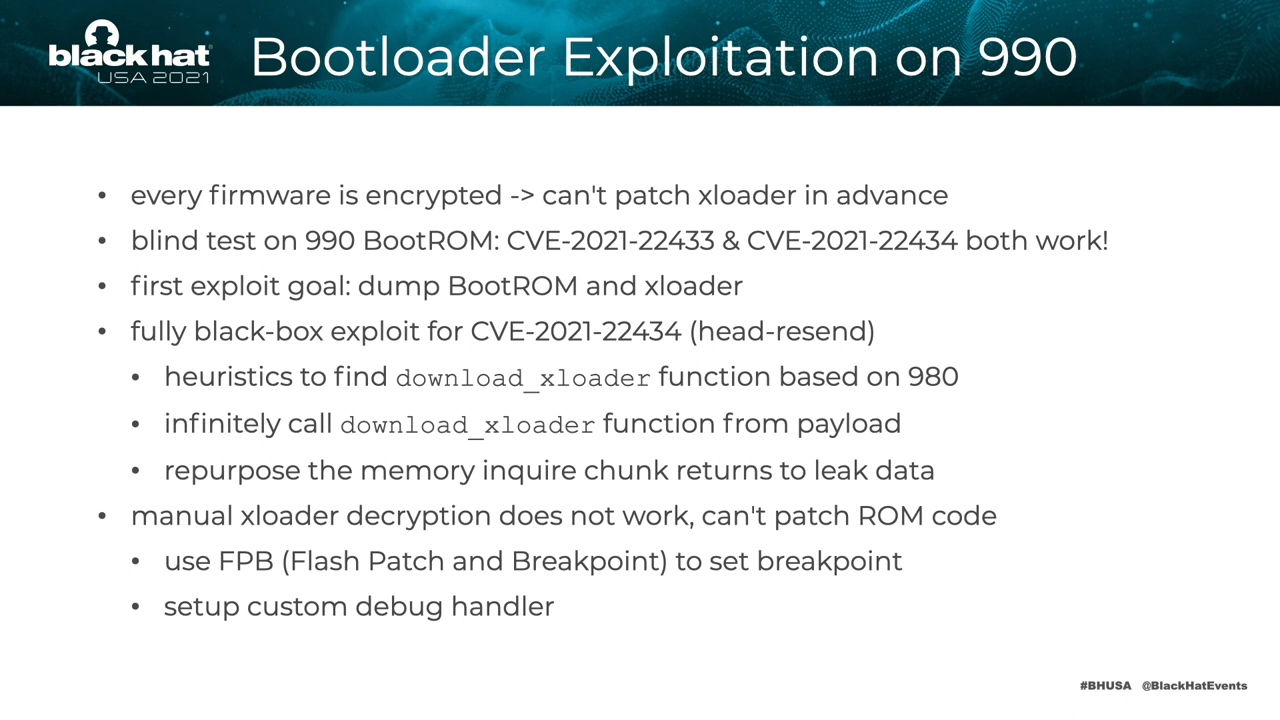 black hat
USA 2021
Bootloader Exploitation on 990
• every firmware is encrypted -> can't patch xloader in advance
• blind test on 990 BootROM: CVE-2021-22433 & CVE-2021-22434 both work!
• first exploit goal: dump BootROM and xloader
• fully black-box exploit for CVE-2021-22434 (head-resend)
• heuristics to find download_xloader function based on 980
• infinitely call download_xloader function from payload
• repurpose the memory inquire chunk returns to leak data
• manual xloader decryption does not work, can't patch ROM code
• use FPB (Flash Patch and Breakpoint) to set breakpoint
• setup custom debug handler
#BHUSA @BlackHatEvents